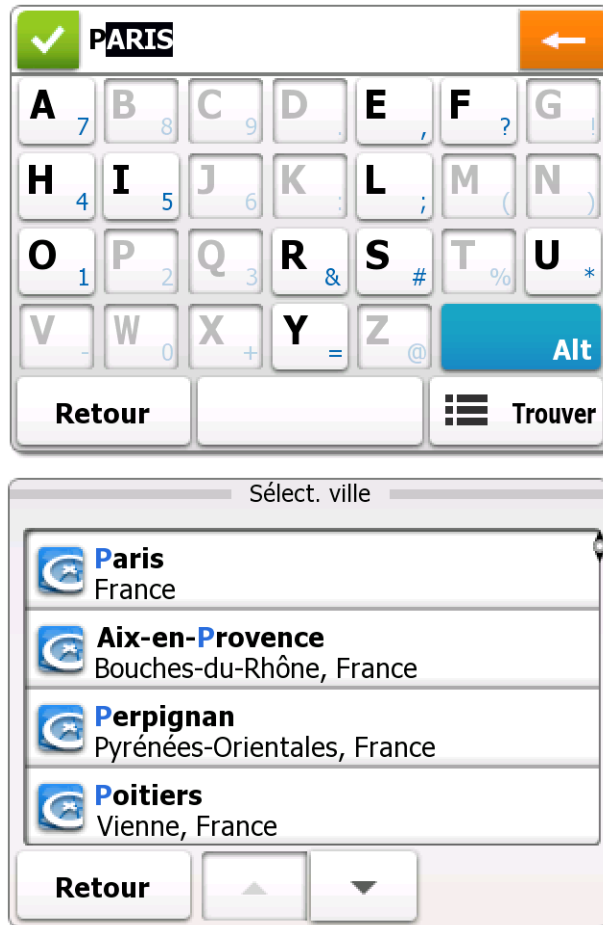 PARIS
A 7 B 8 C 9 D . E , F ? G !
H 4 I 5 J 6 K : L ; M ( N )
O 1 P 2 Q 3 R & S # T % U *
V - W 0 X + Y = Z @ Alt
Retour Trouver
Sélect. ville
Paris
France
Aix-en-Provence
Bouches-du-Rhône, France
Perpignan
Pyrénées-Orientales, France
Poitiers
Vienne, France
Retour